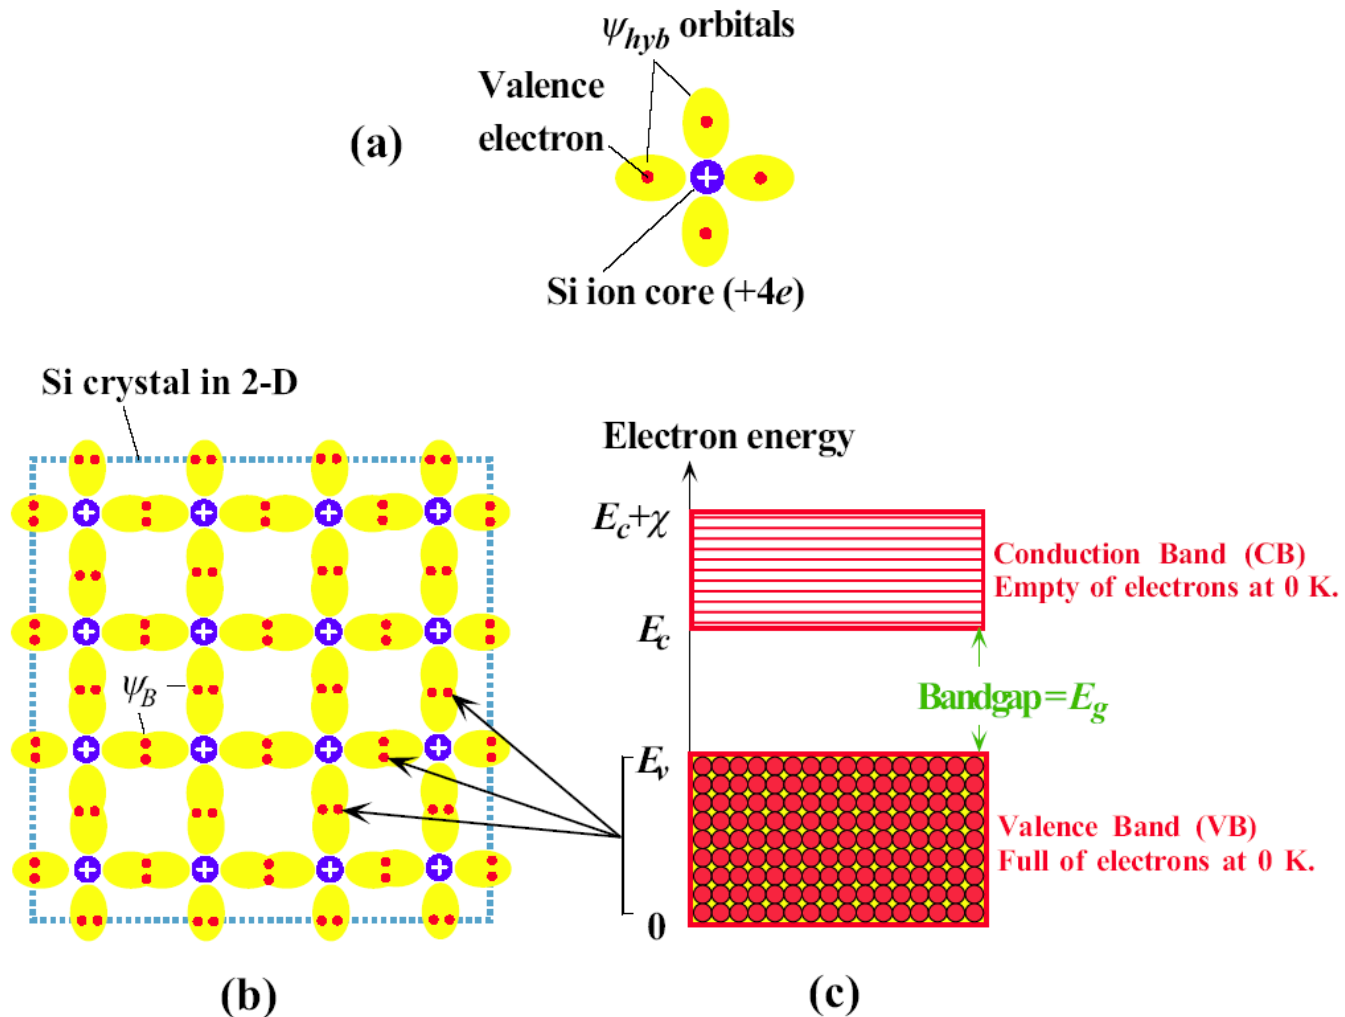 ψhyb orbitals
Valence
electron
(a)
Si ion core (+4e)
Si crystal in 2-D
ψB
(b)
Electron energy
Ec+χ
Conduction Band (CB)
Empty of electrons at 0 K.
Ec
Bandgap=Eg
Ev
Valence Band (VB)
Full of electrons at 0 K.
0
(c)